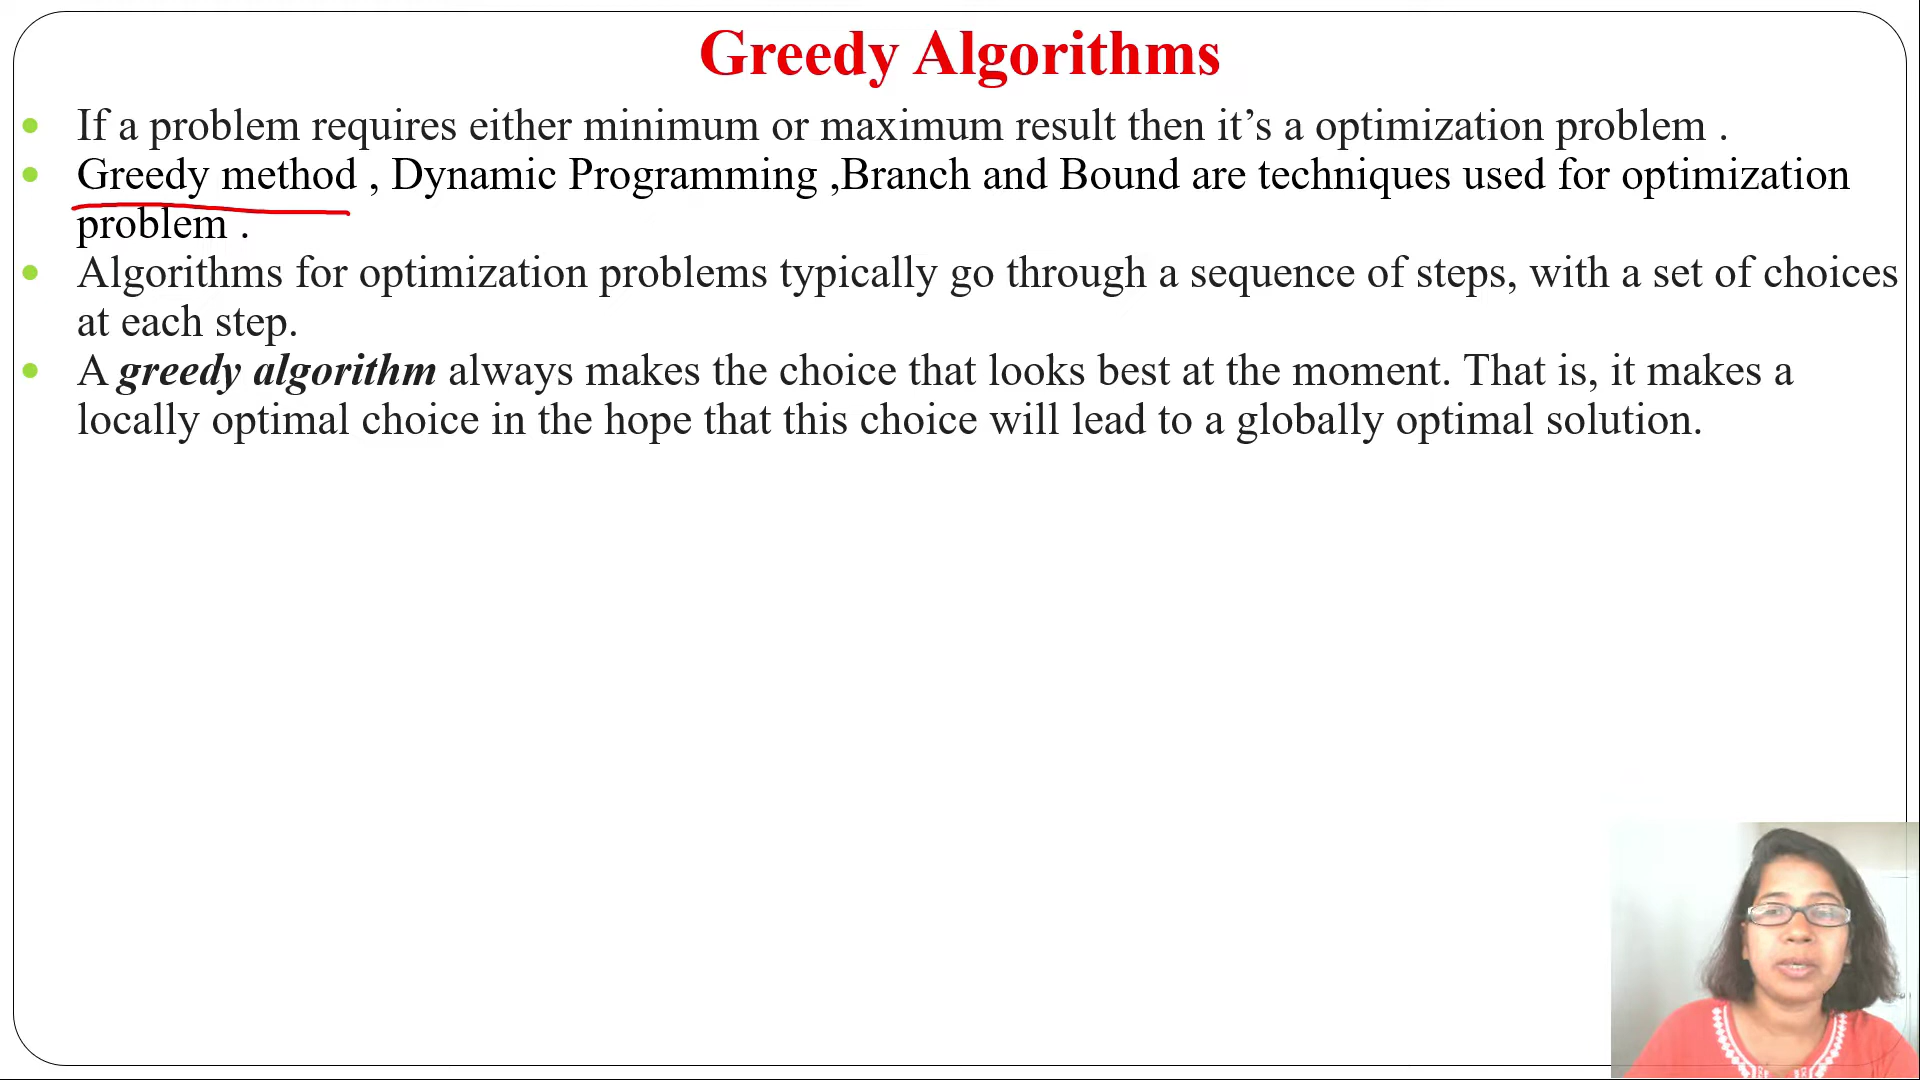 Greedy Algorithms
If a problem requires either minimum or maximum result then it’s a optimization problem .
Greedy method , Dynamic Programming ,Branch and Bound are techniques used for optimization
problem .
Algorithms for optimization problems typically go through a sequence of steps, with a set of choices
at each step.
A greedy algorithm always makes the choice that looks best at the moment. That is, it makes a
locally optimal choice in the hope that this choice will lead to a globally optimal solution.